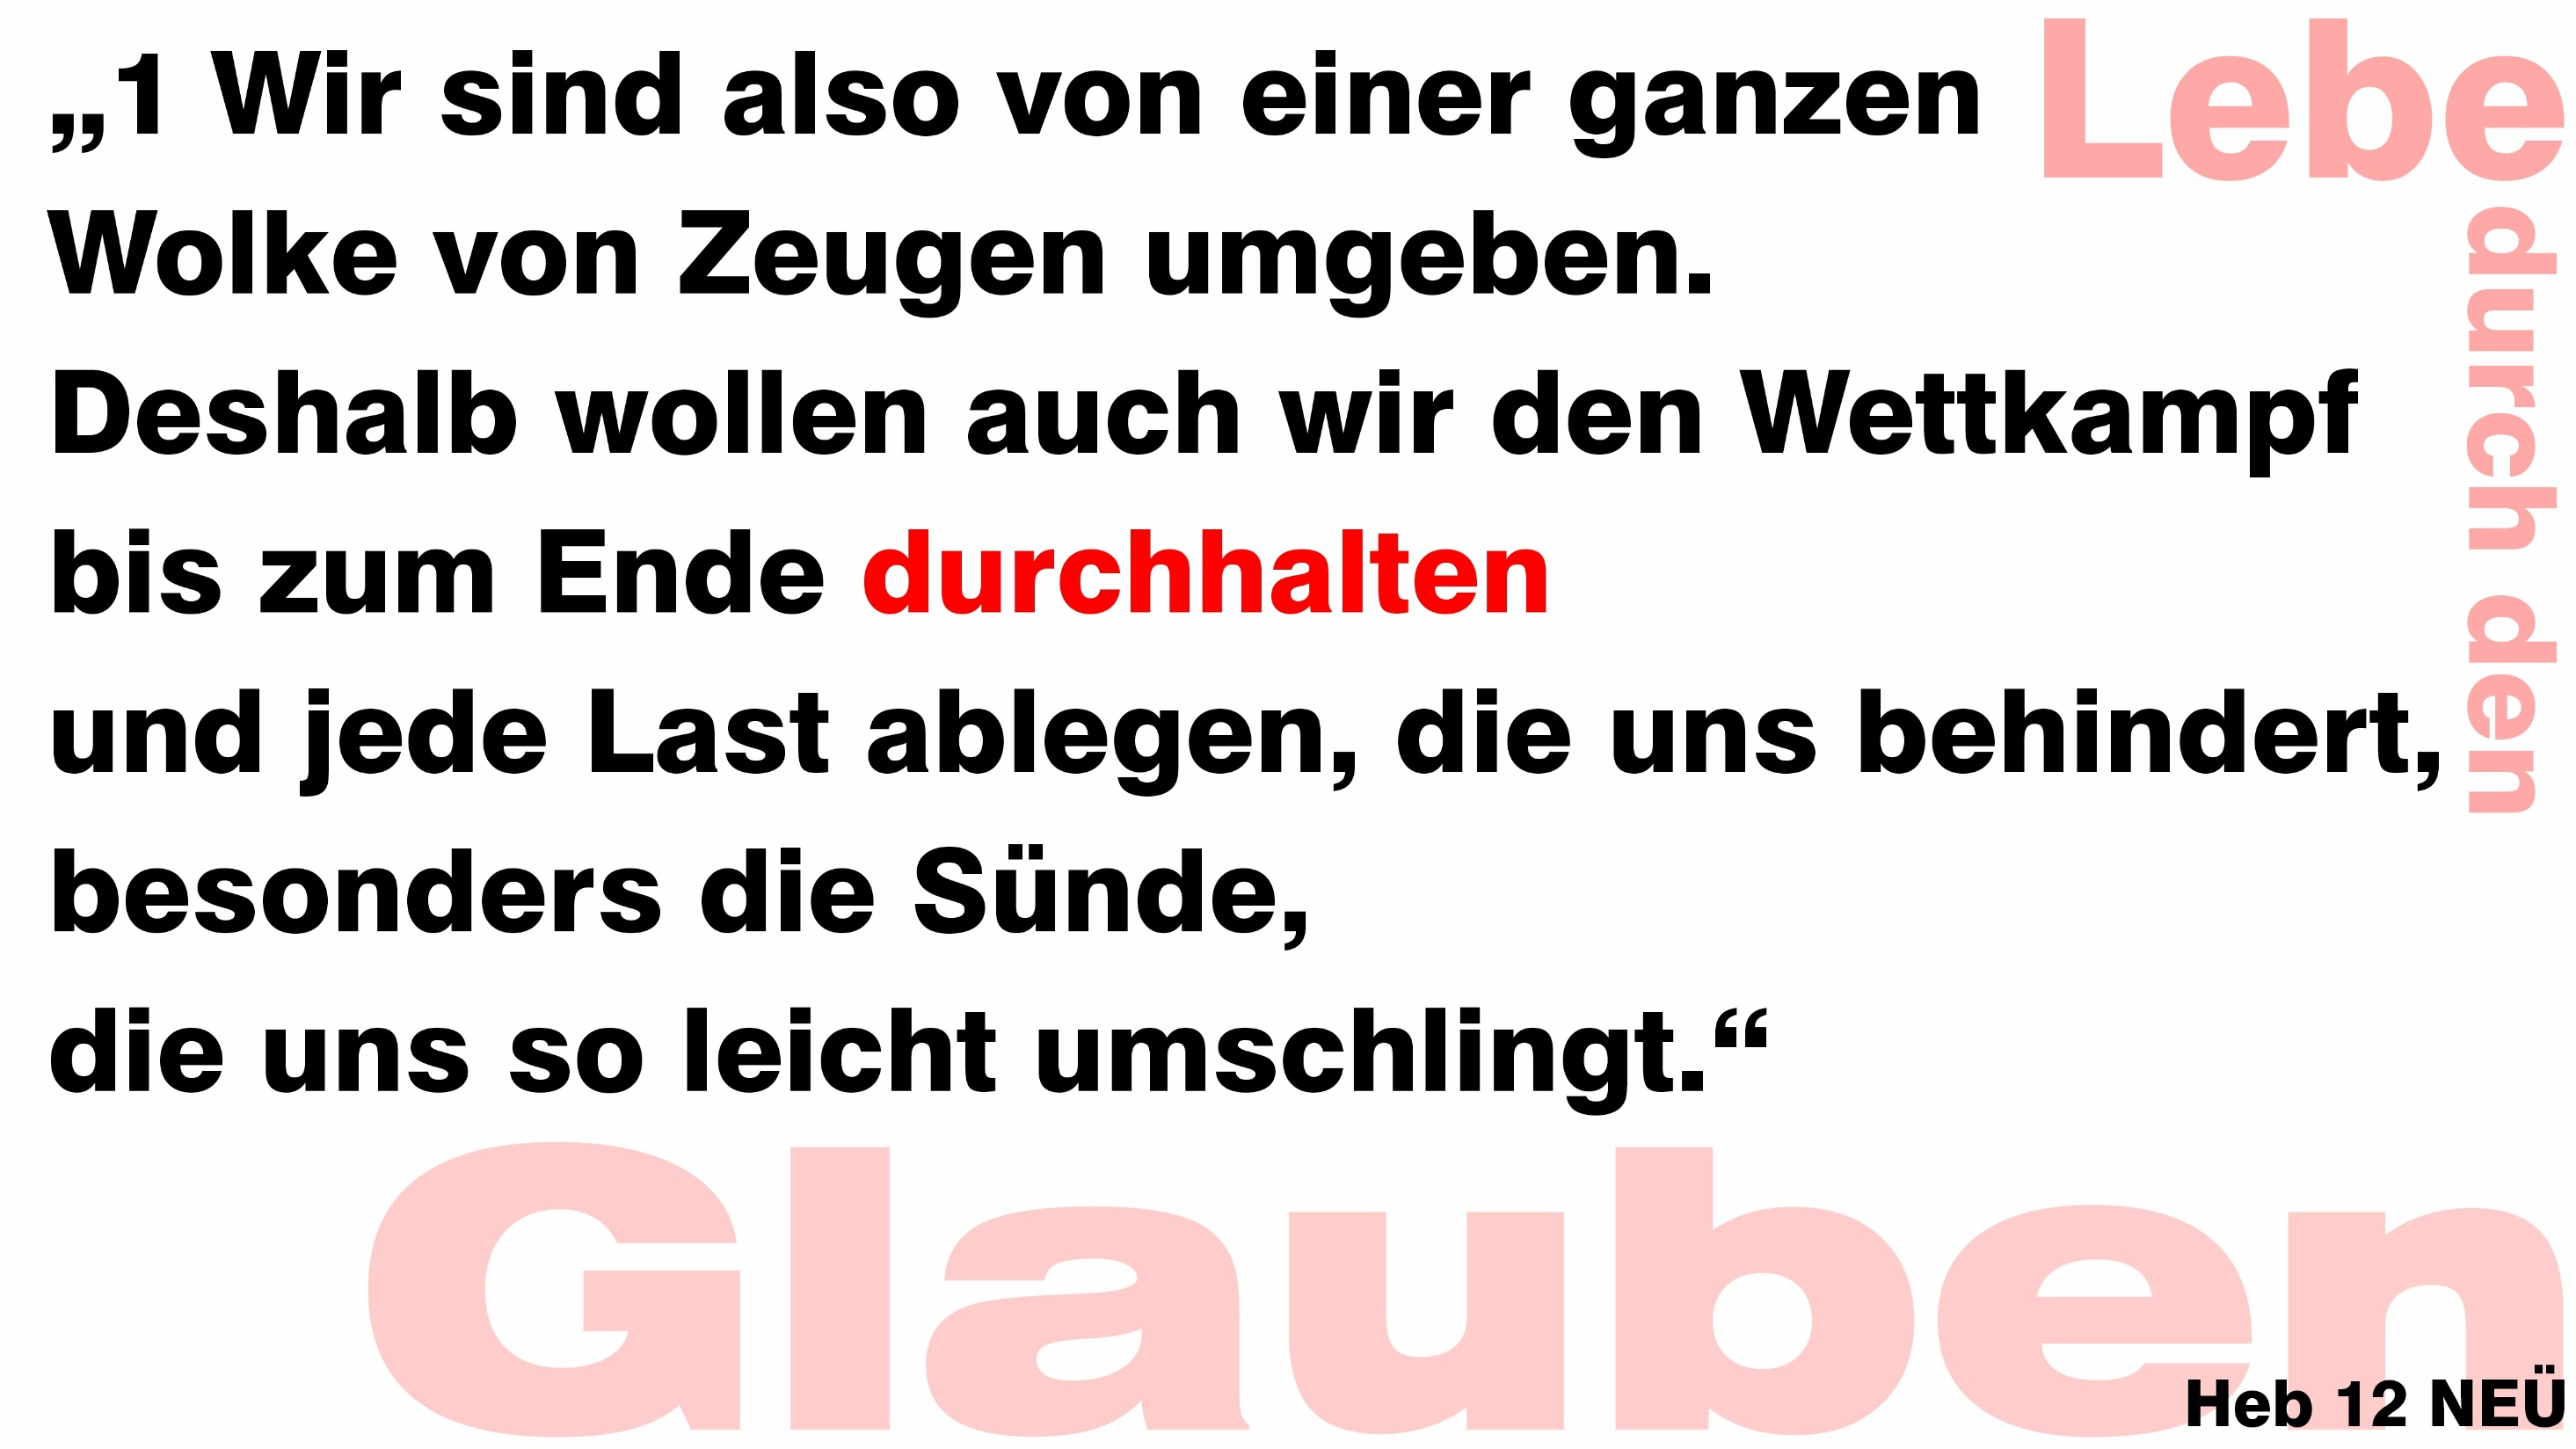 „1 Wir sind also von einer ganzen
Wolke von Zeugen umgeben.
Deshalb wollen auch wir den Wettkampf
bis zum Ende durchhalten
und jede Last ablegen, die uns behindert,
besonders die Sünde,
die uns so leicht umschlingt.“
Lebe
durch den
Glauben
Heb 12 NEÜ